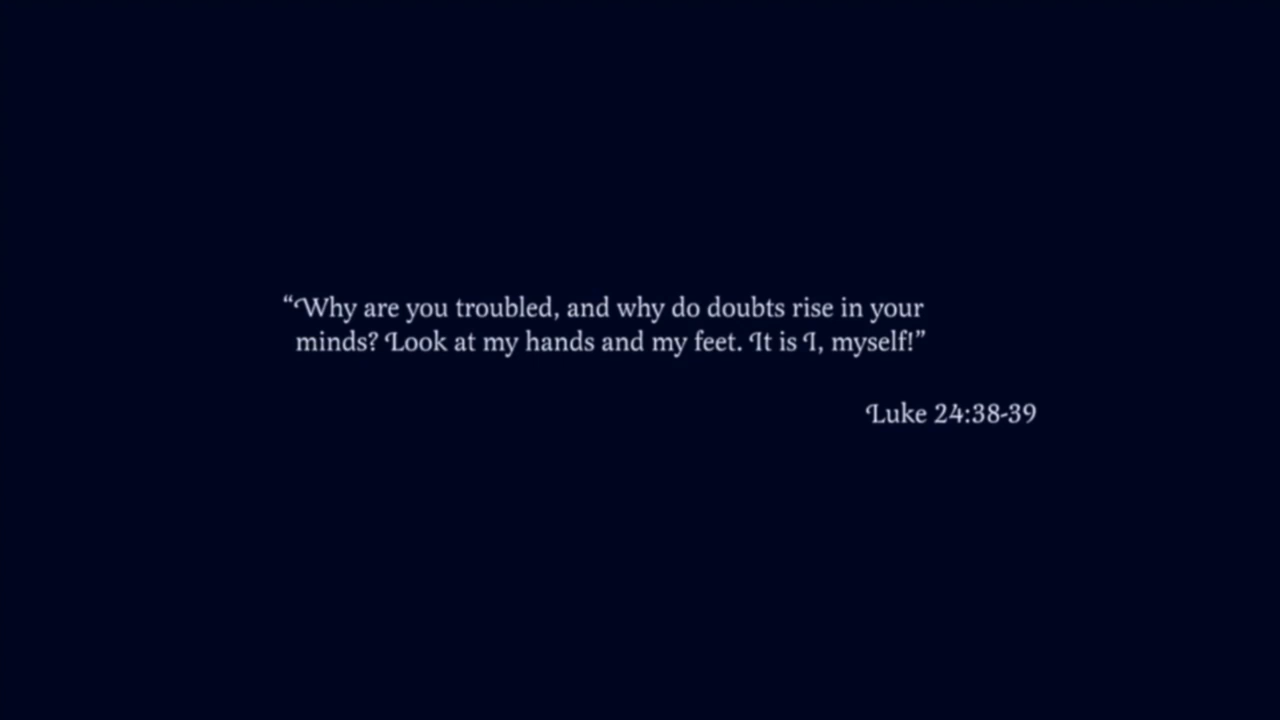 “Why are you troubled, and why do doubts rise in your
minds? Look at my hands and my feet. It is I, myself!”
Luke 24:38-39